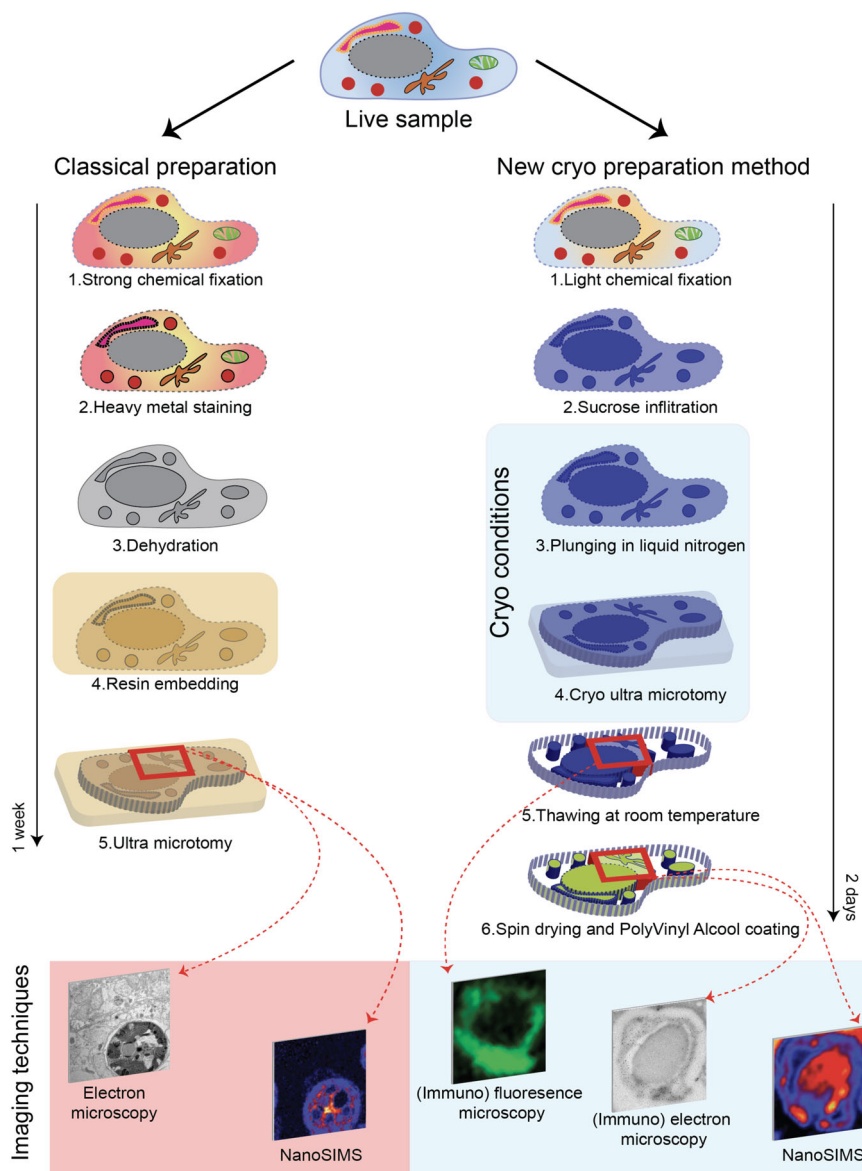 Live sample
Classical preparation
1.Strong chemical fixation
2.Heavy metal staining
3.Dehydration
4.Resin embedding
5.Ultra microtomy
1 week
New cryo preparation method
1.Light chemical fixation
2.Sucrose inflitration
Cryo conditions
3.Plunging in liquid nitrogen
4.Cryo ultra microtomy
5.Thawing at room temperature
6.Spin drying and PolyVinyl Alcool coating
2 days
Imaging techniques
Electron
microscopy
NanoSIMS
(Immuno) fluoresence
microscopy
(Immuno) electron
microscopy
NanoSIMS